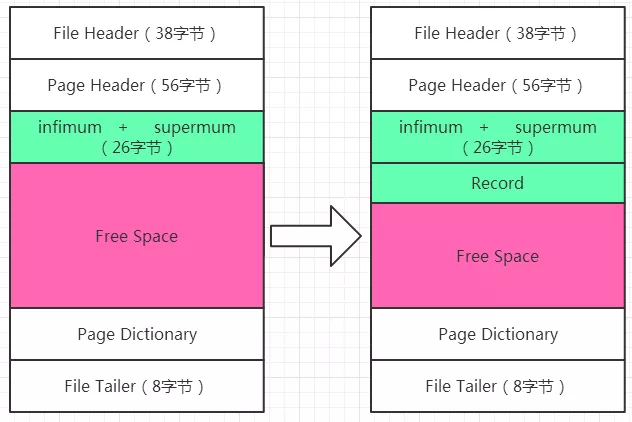 File Header（38字节）
Page Header（56字节）
infimum + supermum
（26字节）
Free Space
Page Dictionary
File Tailer（8字节）
File Header（38字节）
Page Header（56字节）
infimum + supermum
（26字节）
Record
Free Space
Page Dictionary
File Tailer（8字节）